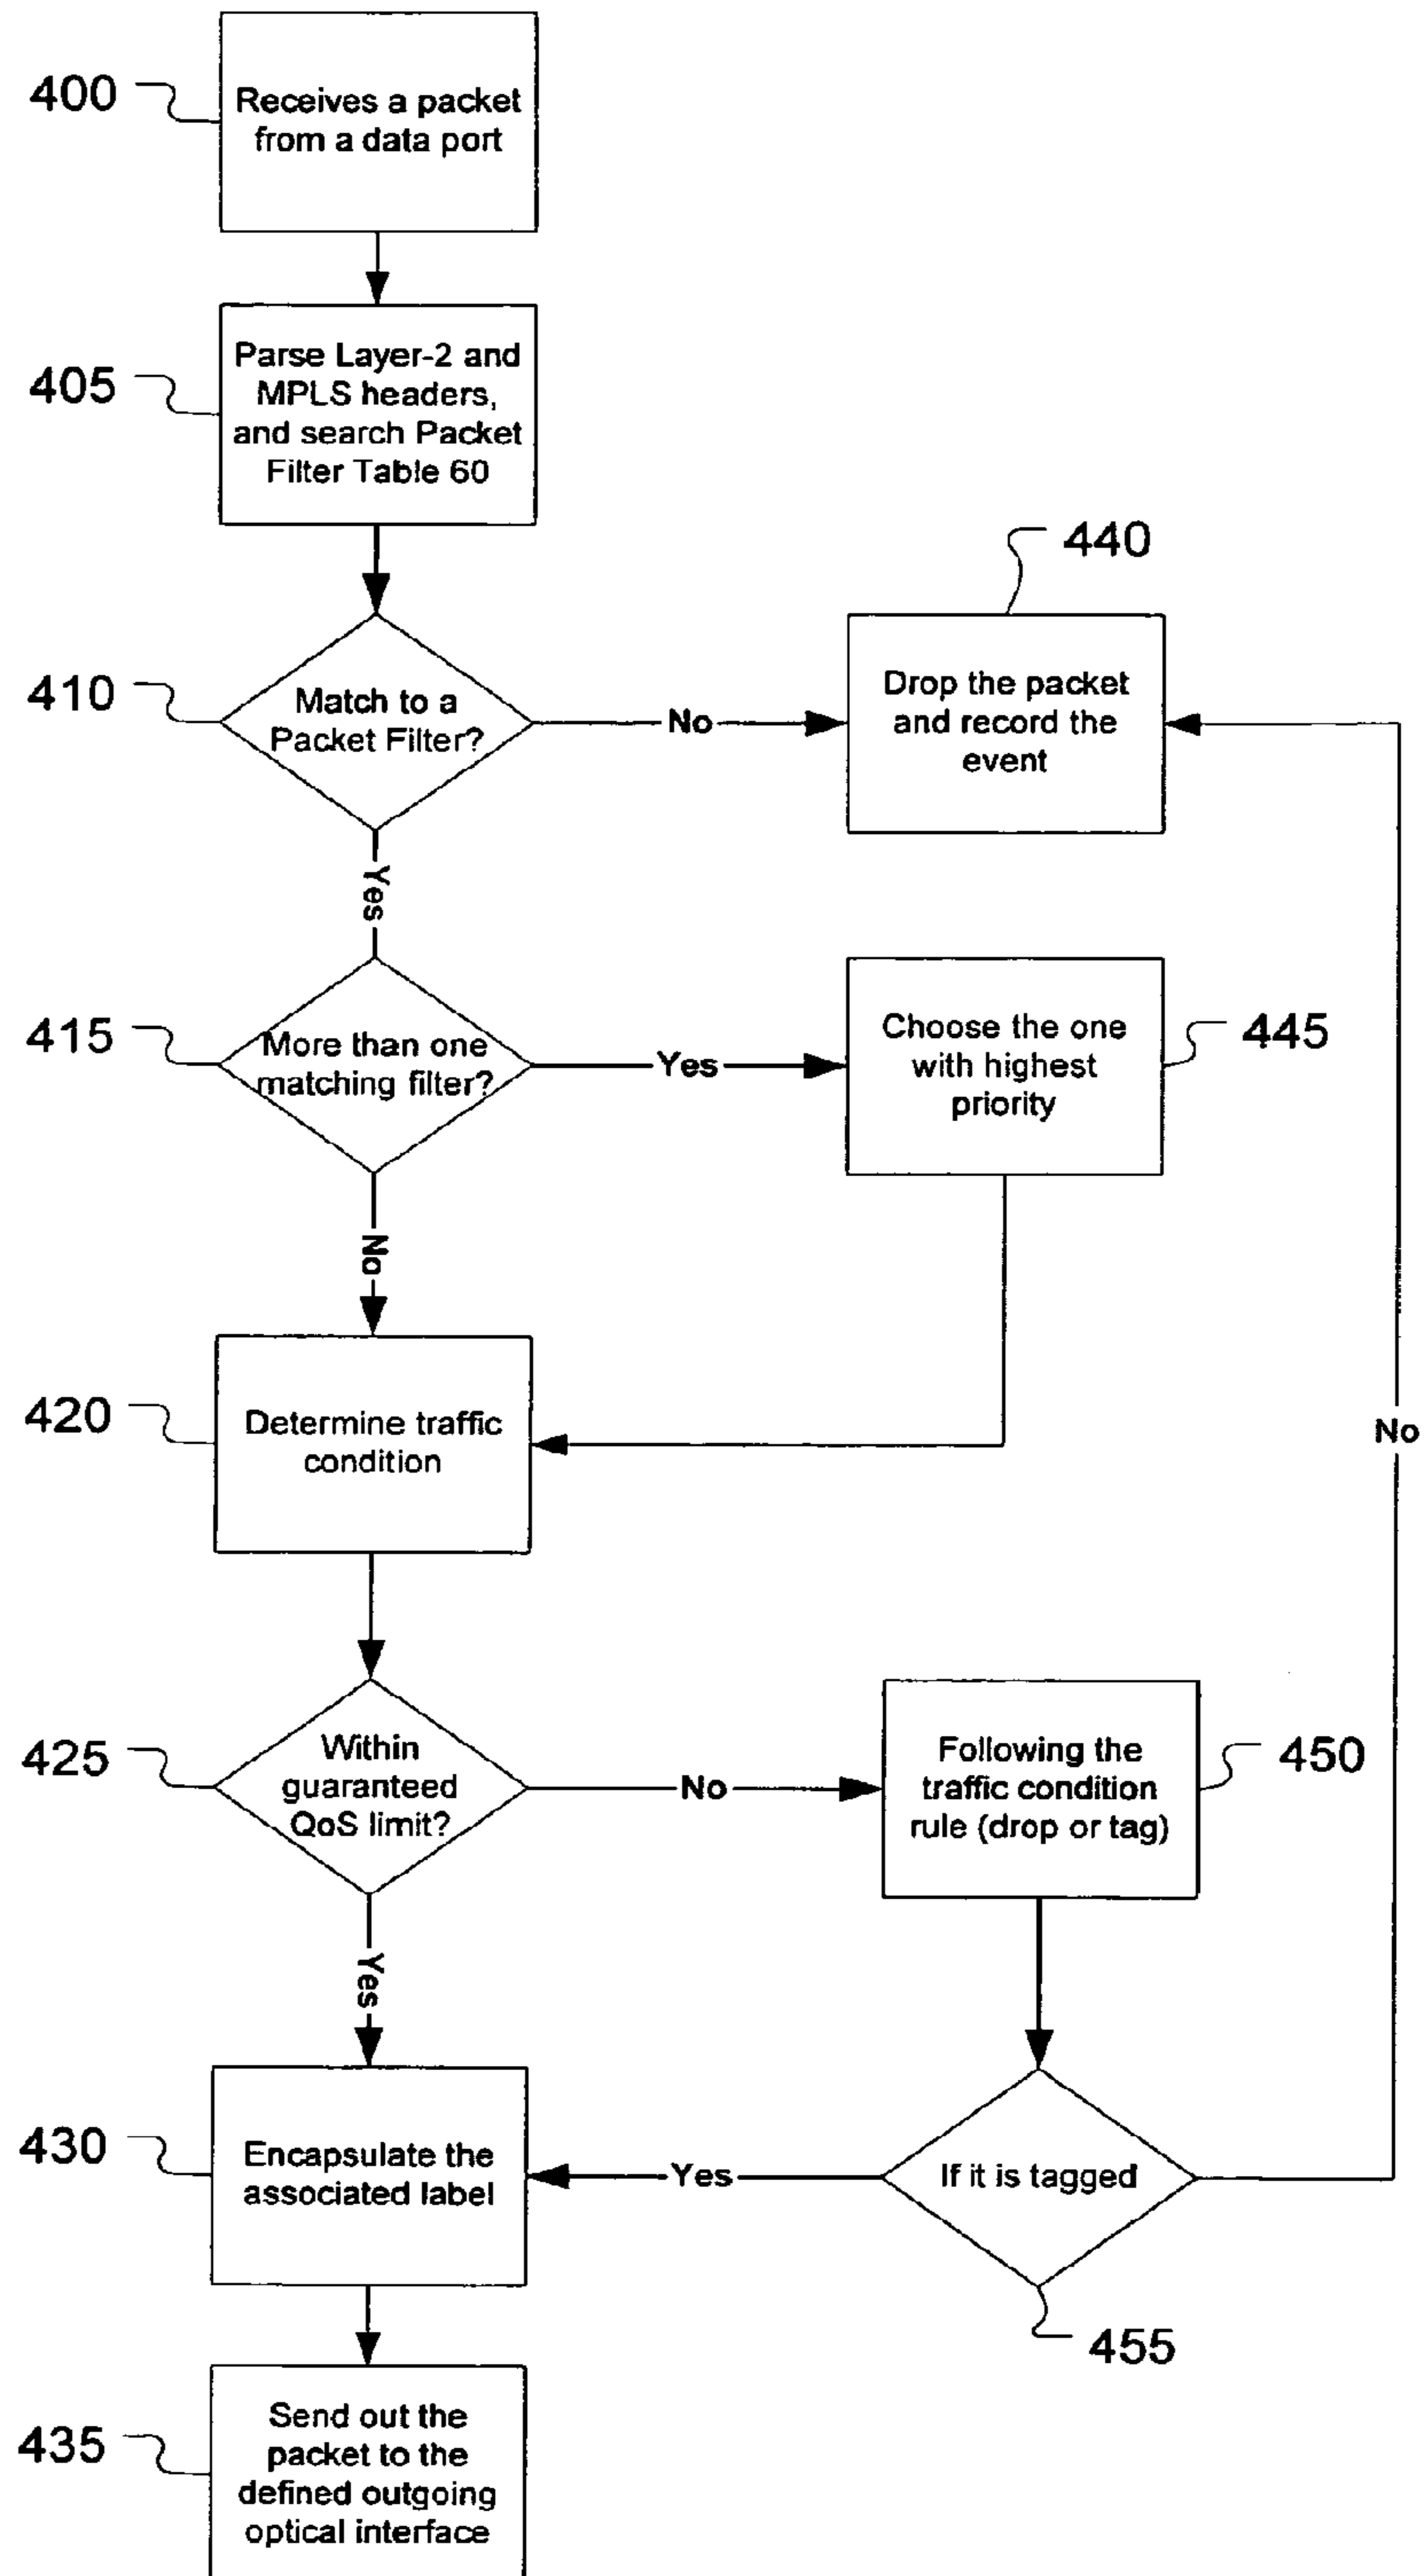 400
Receives a packet
from a data port
405
Parse Layer-2 and
MPLS headers,
and search Packet
Filter Table 60
440
410
Match to a
Packet Filter?
No
Drop the packet
and record the
event
Yes
415
More than one
matching filter?
Yes
Choose the one
with highest
priority
445
No
420
Determine traffic
condition
No
425
Within
guaranteed
QoS limit?
No
Following the
traffic condition
rule (drop or tag)
450
Yes
430
Encapsulate the
associated label
Yes
If it is tagged
455
435
Send out the
packet to the
defined outgoing
optical interface